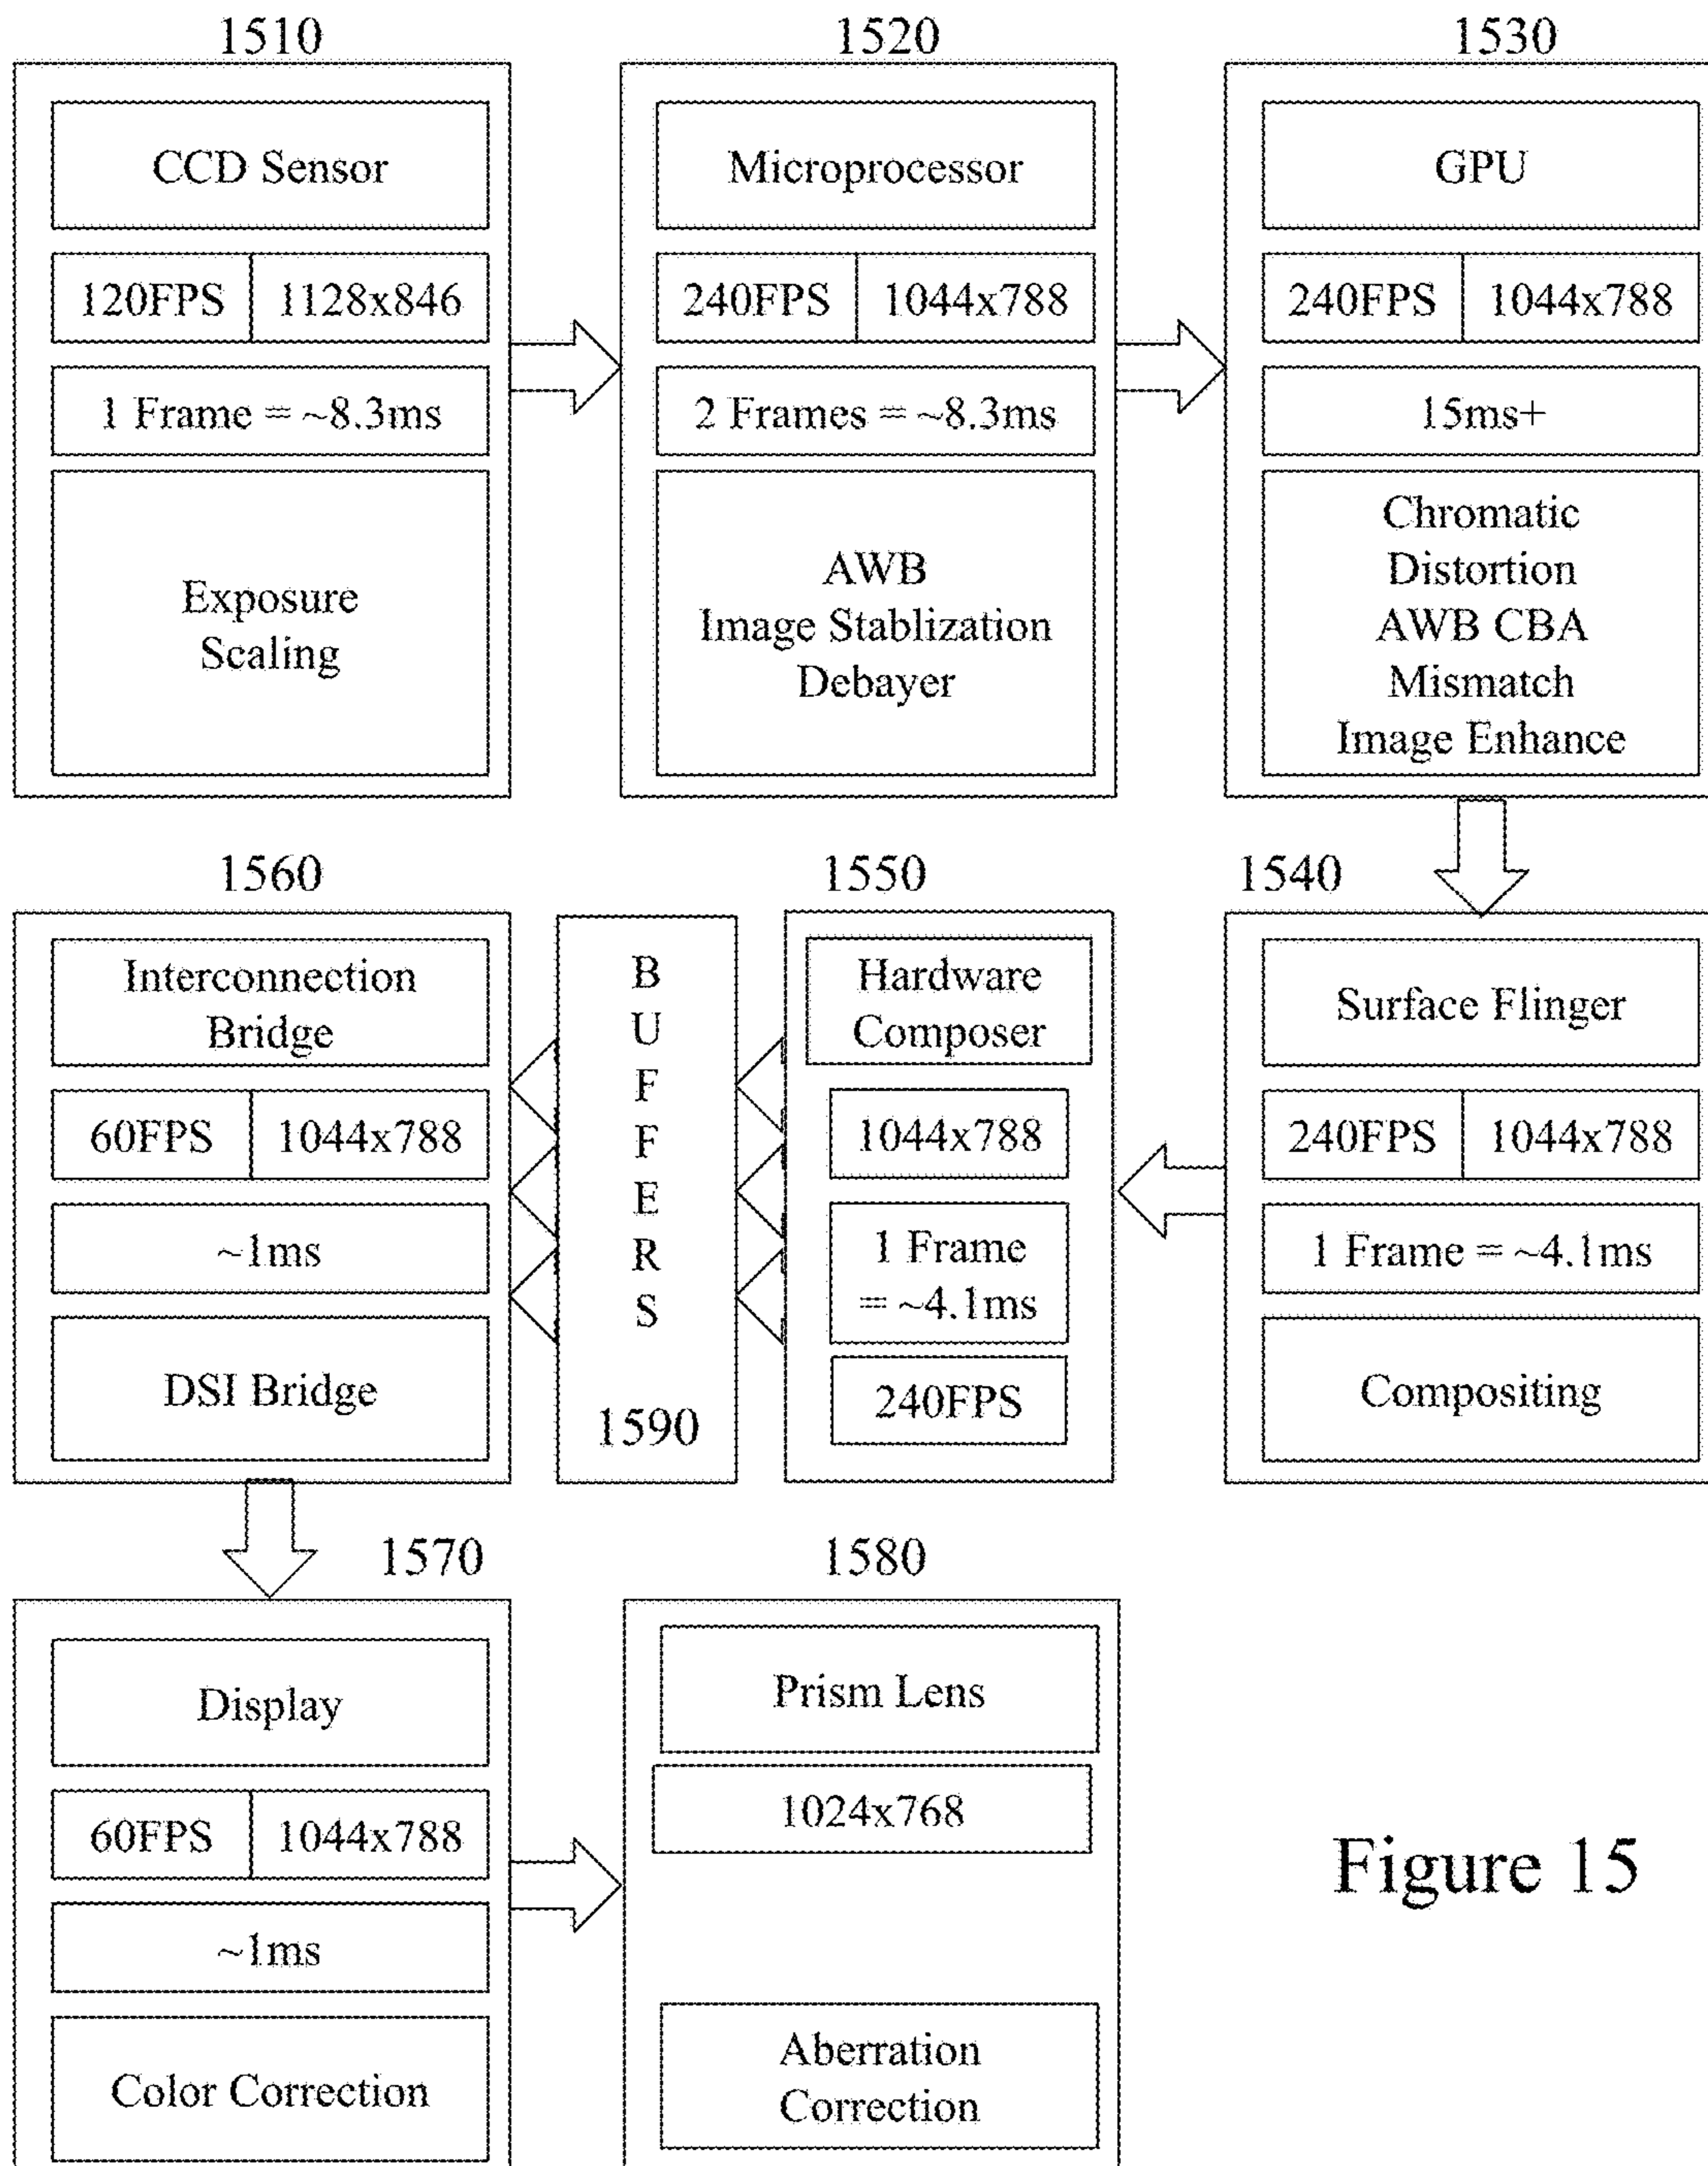 1510
CCD Sensor
120FPS
1128x846
1 Frame = ~8.3ms
Exposure
Scaling
1520
Microprocessor
240FPS
1044x788
2 Frames = ~8.3ms
AWB
Image Stablization
Debayer
1530
GPU
240FPS
1044x788
15ms+
Chromatic
Distortion
AWB CBA
Mismatch
Image Enhance
1540
Surface Flinger
240FPS
1044x788
1 Frame = ~4.1ms
Compositing
1550
Hardware
Composer
1044x788
1 Frame
= ~4.1ms
240FPS
B
U
F
F
E
R
S
1590
1560
Interconnection
Bridge
60FPS
1044x788
~1ms
DSI Bridge
1570
Display
60FPS
1044x788
~1ms
Color Correction
1580
Prism Lens
1024x768
Aberration
Correction
Figure 15